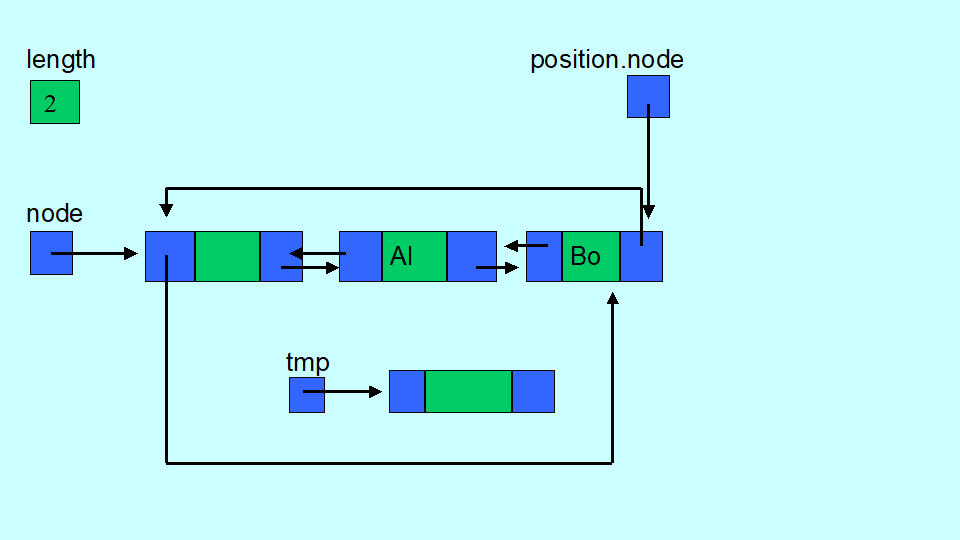 length
position.node
2
node
Al
Bo
tmp